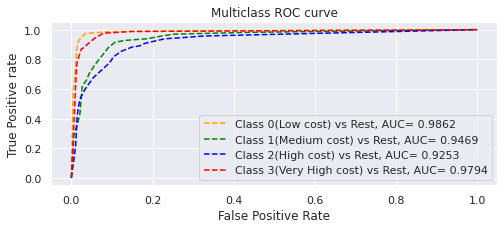 Multiclass ROC curve
True Positive rate
1.0
0.8
0.6
0.4
0.2
0.0
Class 0(Low cost) vs Rest, AUC= 0.9862
Class 1(Medium cost) vs Rest, AUC= 0.9469
Class 2(High cost) vs Rest, AUC= 0.9253
Class 3(Very High cost) vs Rest, AUC= 0.9794
0.0 0.2 0.4 0.6 0.8 1.0
False Positive Rate